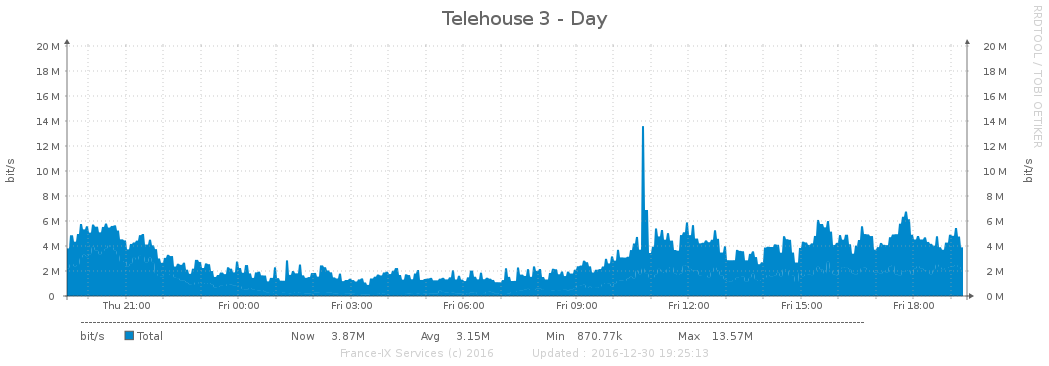 Telehouse 3 - Day
RRDTOOL / TOBI OETIKER
bit/s
20 M 20 M
18 M 18 M
16 M 16 M
14 M 14 M
12 M 12 M
10 M 10 M
8 M 8 M
6 M 6 M
4 M 4 M
2 M 2 M
0 0 M
bit/s
Thu 21:00 Fri 00:00 Fri 03:00 Fri 06:00 Fri 09:00 Fri 12:00 Fri 15:00 Fri 18:00
bit/s Total Now 3.87M Avg 3.15M Min 870.77k Max 13.57M
France-IX Services (c) 2016 Updated : 2016-12-30 19:25:13